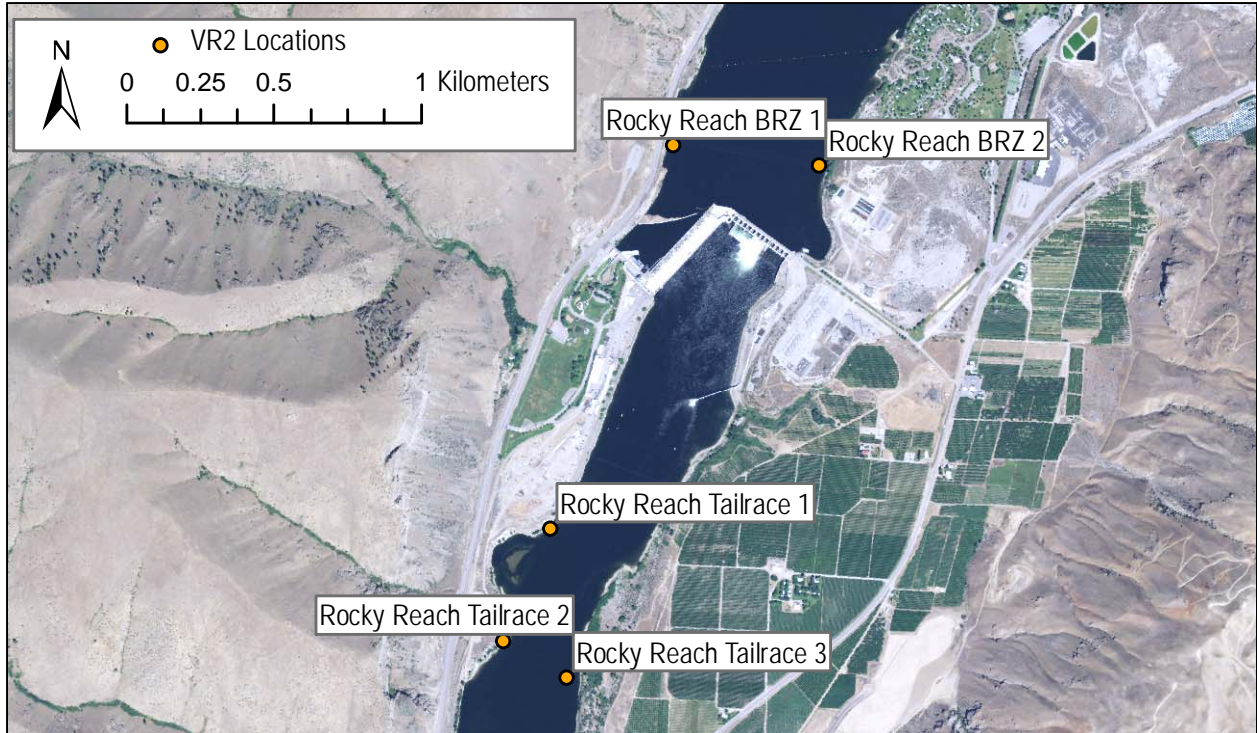 VR2 Locations
N
0 0.25 0.5 1 Kilometers
Rocky Reach BRZ 1
Rocky Reach BRZ 2
Rocky Reach Tailrace 1
Rocky Reach Tailrace 2
Rocky Reach Tailrace 3